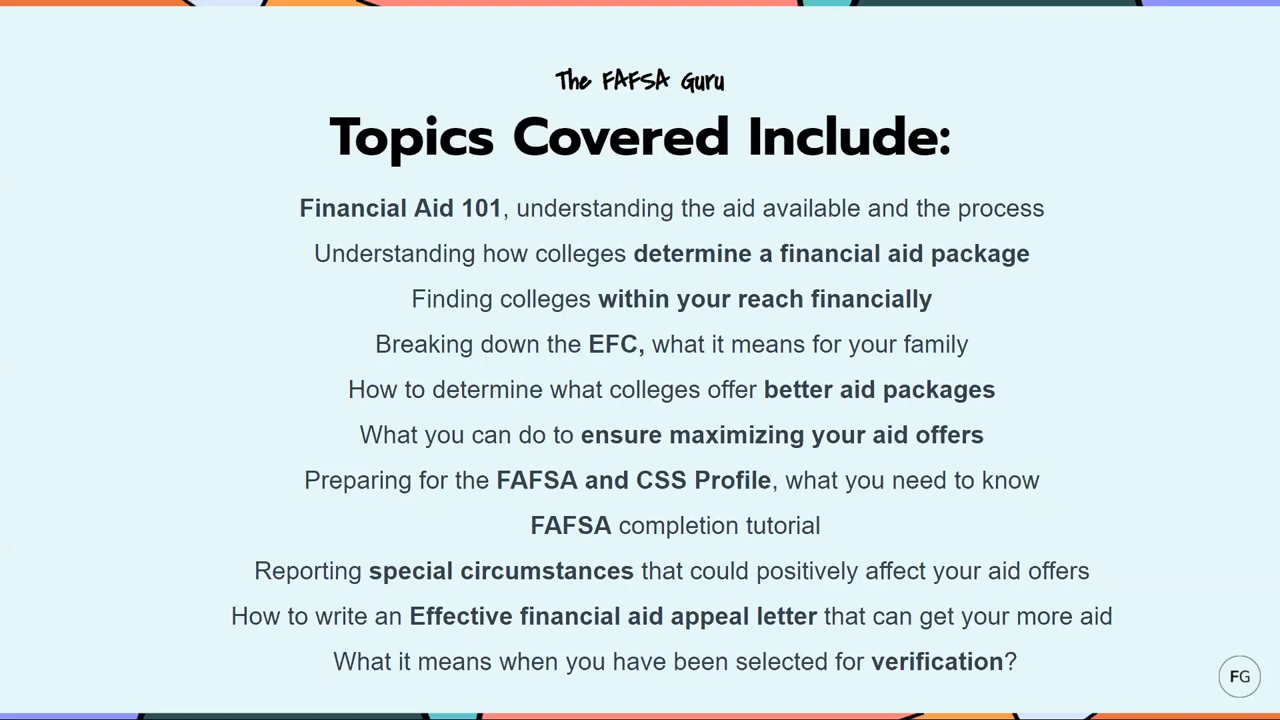 The FAFSA Guru
Topics Covered Include:
Financial Aid 101, understanding the aid available and the process
Understanding how colleges determine a financial aid package
Finding colleges within your reach financially
Breaking down the EFC, what it means for your family
How to determine what colleges offer better aid packages
What you can do to ensure maximizing your aid offers
Preparing for the FAFSA and CSS Profile, what you need to know
FAFSA completion tutorial
Reporting special circumstances that could positively affect your aid offers
How to write an Effective financial aid appeal letter that can get your more aid
What it means when you have been selected for verification?
FG